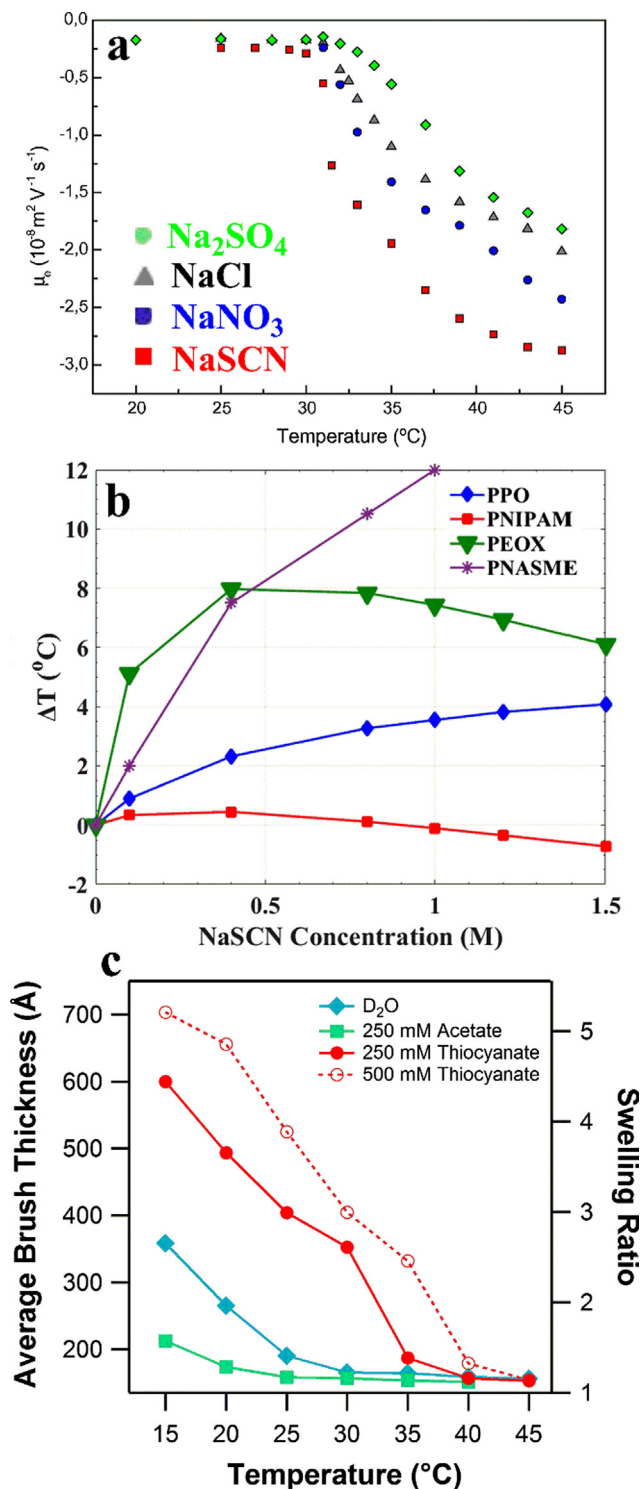 a
0,0
-0,5
-1,0
-1,5
-2,0
-2,5
-3,0
μe (10-8m2 V-1 s-1)
Na2SO4
NaCl
NaNO3
NaSCN
20 25 30 35 40 45
Temperature (ºC)
b
12
10
8
6
4
2
0
-2
ΔT (⁰C)
PPO
PNIPAM
PEOX
PNASME
0 0.5 1 1.5
NaSCN Concentration (M)
c
700
600
500
400
300
200
Average Brush Thickness (Å)
D2O
250 mM Acetate
250 mM Thiocyanate
500 mM Thiocyanate
5
4
3
2
1
Swelling Ratio
15 20 25 30 35 40 45
Temperature (°C)